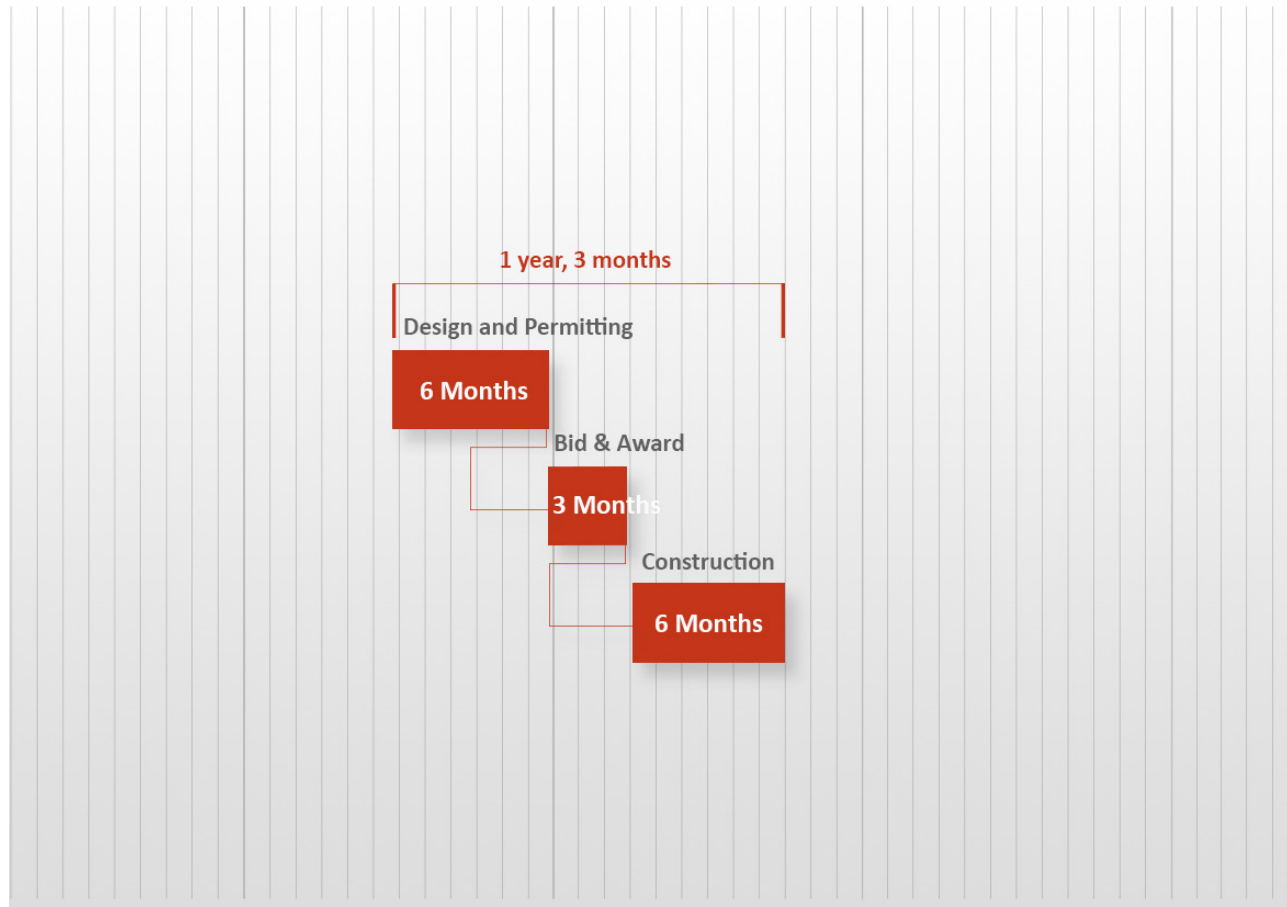 1 year, 3 months
Design and Permitting
6 Months
Bid & Award
3 Months
Construction
6 Months